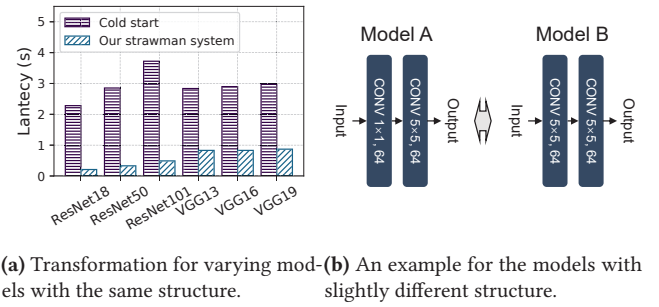 Cold start
Our strawman system
Lantecy (s)
5
4
3
2
1
0
ResNet18
ResNet50
ResNet101
VGG13
VGG16
VGG19
Model A
Input
CONV 1×1, 64
CONV 5×5, 64
Output
Model B
Input
CONV 5×5, 64
CONV 5×5, 64
Output
(a) Transformation for varying mod-
els with the same structure.
(b) An example for the models with
slightly different structure.